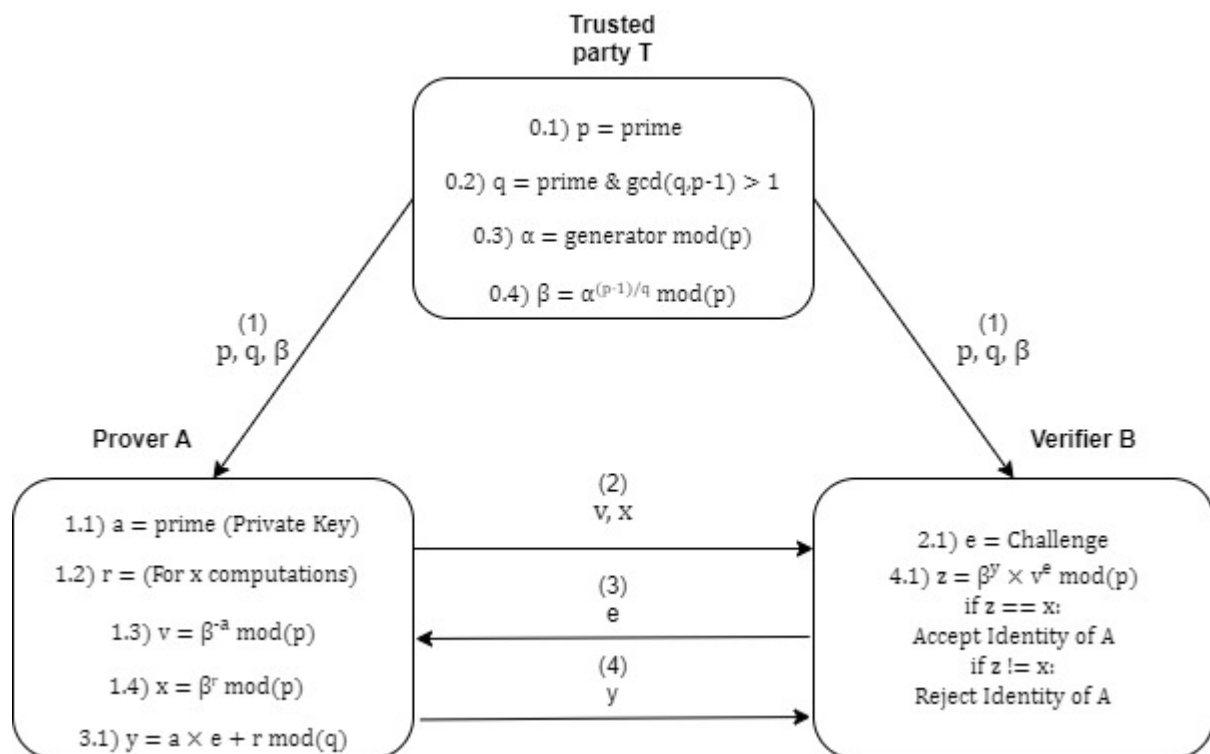 Trusted
party T
0.1) p = prime
0.2) q = prime & gcd(q,p-1) > 1
0.3) α = generator mod(p)
0.4) β = α^(p-1)/q mod(p)
(1)
p, q, β
(1)
p, q, β
Prover A
Verifier B
1.1) a = prime (Private Key)
1.2) r = (For x computations)
1.3) v = β^-a mod(p)
1.4) x = β^r mod(p)
3.1) y = a × e + r mod(q)
(2)
v, x
(3)
e
(4)
y
2.1) e = Challenge
4.1) z = β^y × v^e mod(p)
if z == x:
Accept Identity of A
if z != x:
Reject Identity of A